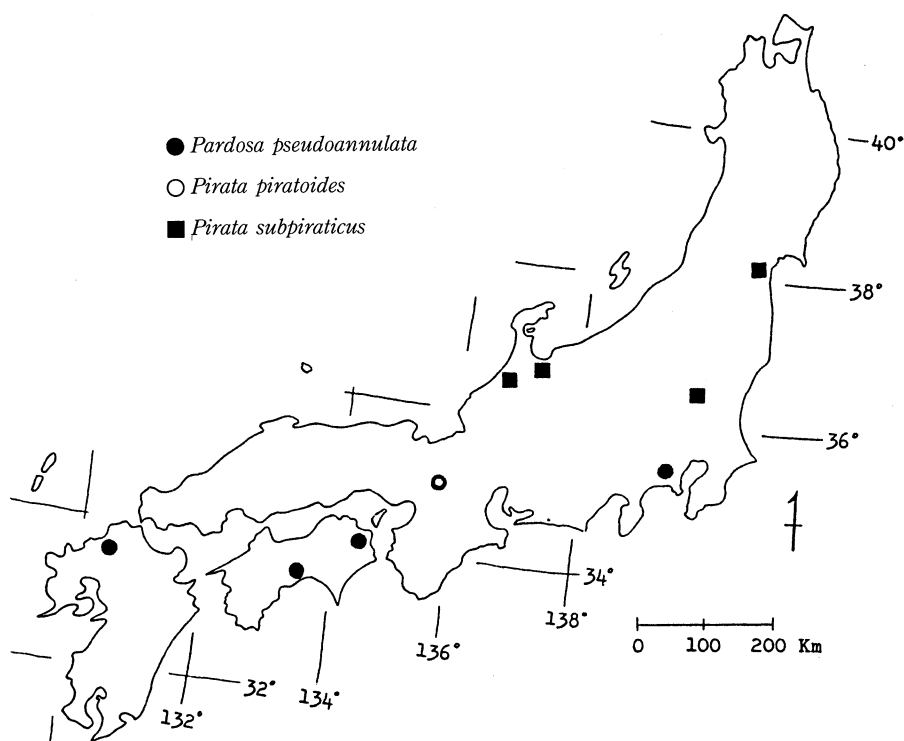 Pardosa pseudoannulata
Pirata piratoides
Pirata subpiraticus
40°
38°
36°
34°
138°
136°
134°
32°
132°
0 100 200 Km